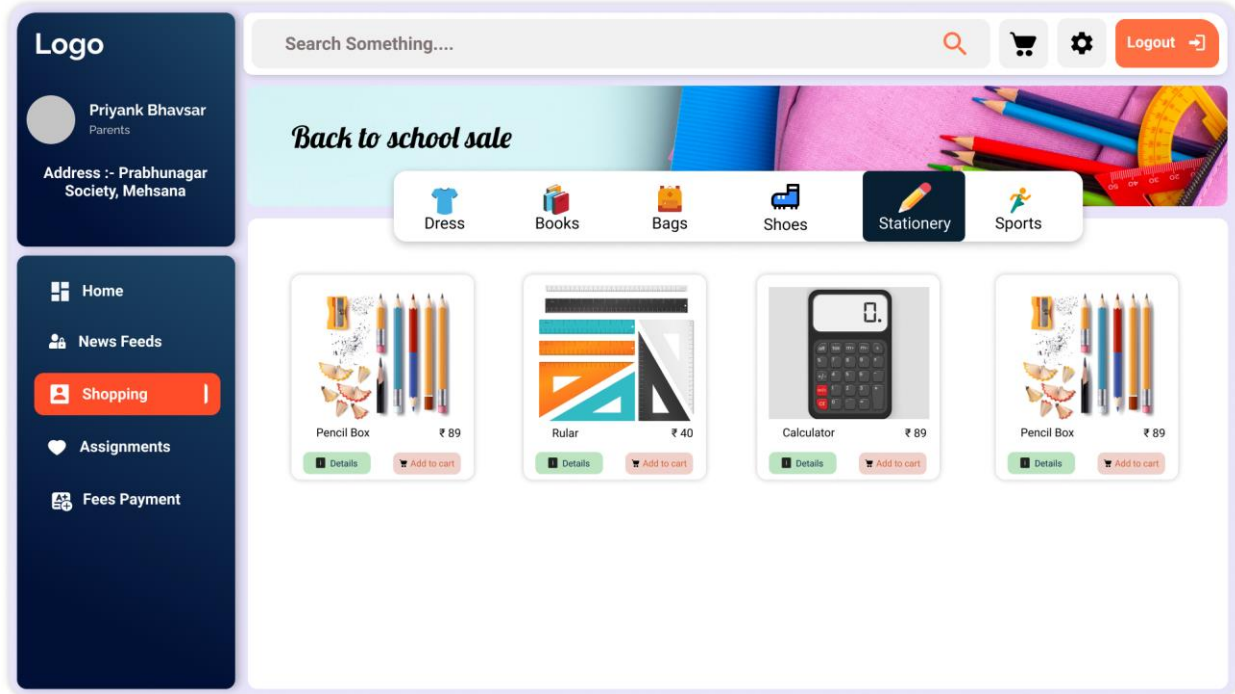 Logo
Priyank Bhavsar
Parents
Address :- Prabhunagar
Society, Mehsana
Home
News Feeds
Shopping
Assignments
Fees Payment
Search Something....
Logout
Back to school sale
Dress
Books
Bags
Shoes
Stationery
Sports
Pencil Box ₹ 89
Details Add to cart
Rular ₹ 40
Details Add to cart
0.
Calculator ₹ 89
Details Add to cart
Pencil Box ₹ 89
Details Add to cart